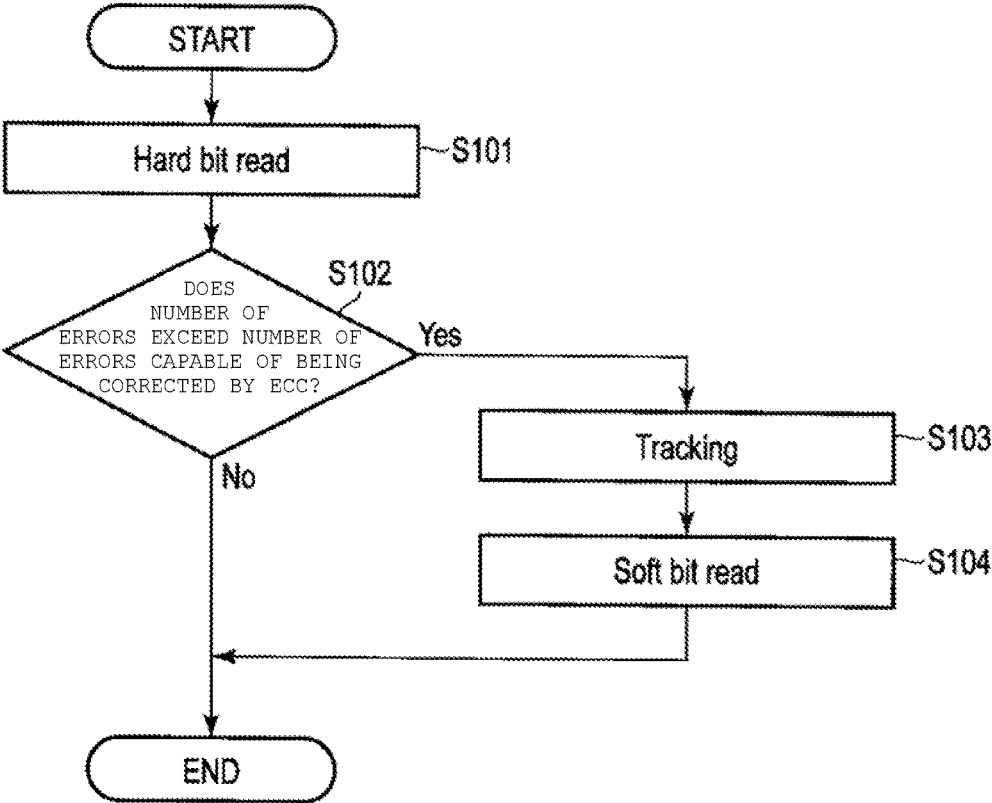 START
Hard bit read
S101
S102
DOES
NUMBER OF
ERRORS EXCEED NUMBER OF
ERRORS CAPABLE OF BEING
CORRECTED BY ECC?
Yes
No
Tracking
S103
Soft bit read
S104
END